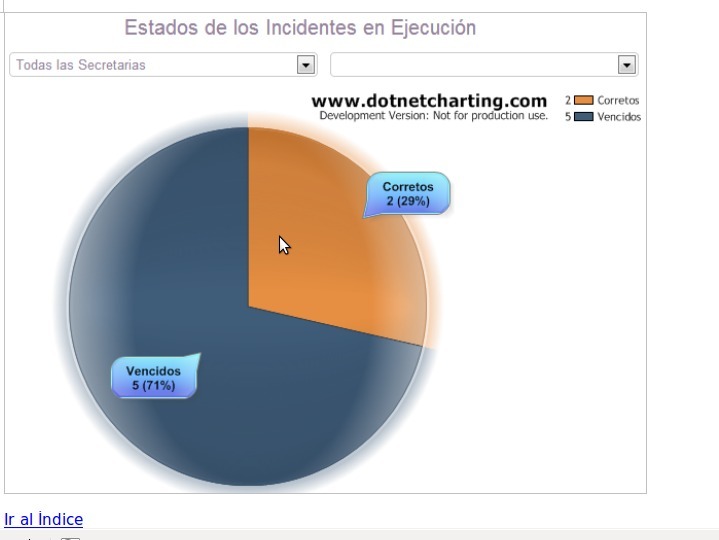 Estados de los Incidentes en Ejecución
Todas las Secretarias
www.dotnetcharting.com
Development Version: Not for production use.
2 Corretos
5 Vencidos
Corretos
2 (29%)
Vencidos
5 (71%)
Ir al Índice